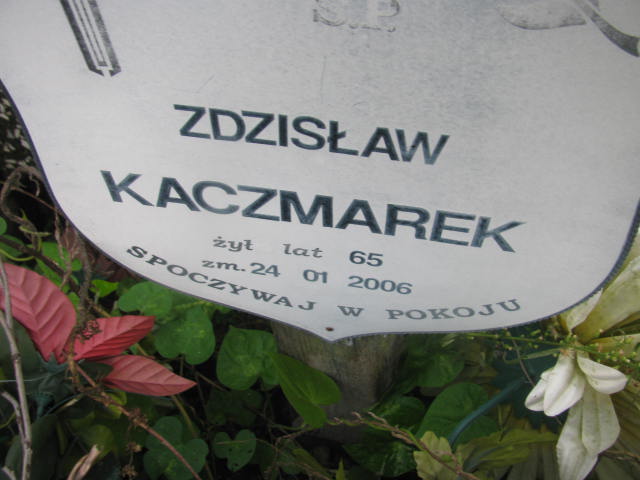 Ś.P.
ZDZISŁAW
KACZMAREK
żył lat 65
zm. 24 01 2006
SPOCZYWAJ W POKOJU